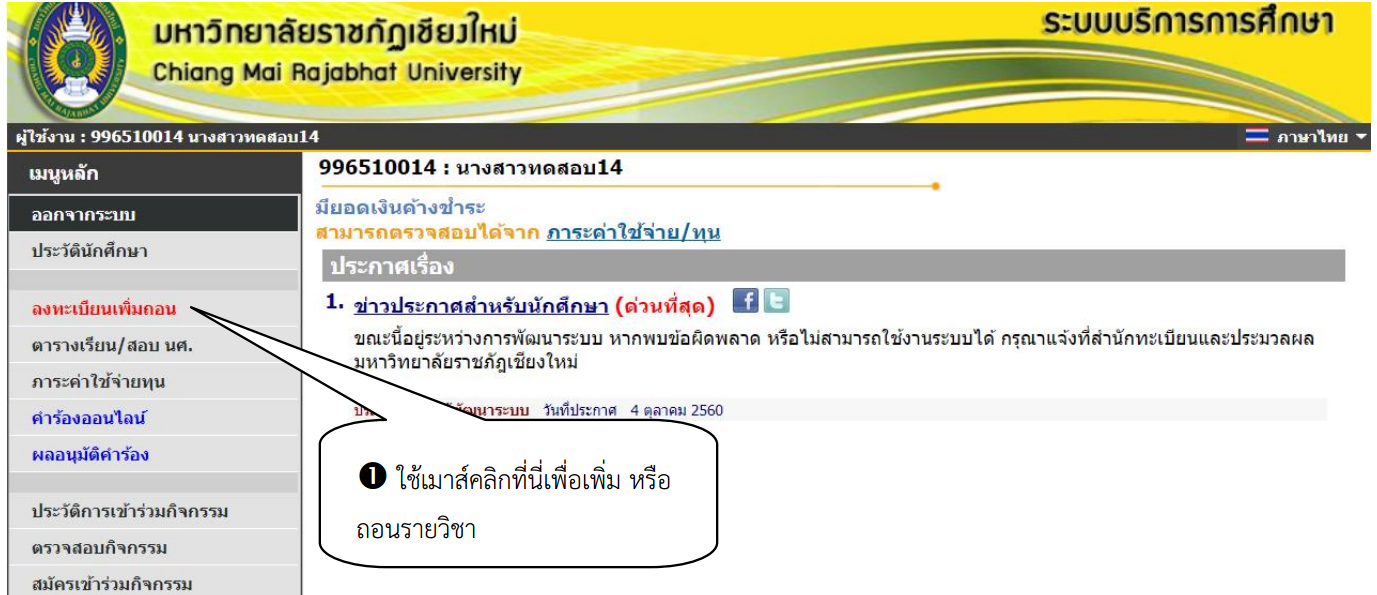 มหาวิทยาลัยราชภัฏเชียงใหม่
Chiang Mai Rajabhat University
ระบบบริการการศึกษา
ผู้ใช้งาน : 996510014 นางสาวทดสอบ14
ภาษาไทย
เมนูหลัก
ออกจากระบบ
ประวัตินักศึกษา
ลงทะเบียนเพิ่มถอน
ตารางเรียน/สอบ นศ.
ภาระค่าใช้จ่ายทุน
คำร้องออนไลน์
ผลอนุมัติคำร้อง
ประวัติการเข้าร่วมกิจกรรม
ตรวจสอบกิจกรรม
สมัครเข้าร่วมกิจกรรม
996510014 : นางสาวทดสอบ14
มียอดเงินค้างชำระ
สามารถตรวจสอบได้จาก ภาระค่าใช้จ่าย/ทุน
ประกาศเรื่อง
1. ข่าวประกาศสำหรับนักศึกษา (ด่วนที่สุด)
ขณะนี้อยู่ระหว่างการพัฒนาระบบ หากพบข้อผิดพลาด หรือไม่สามารถใช้งานระบบได้ กรุณาแจ้งที่สำนักทะเบียนและประมวลผล
มหาวิทยาลัยราชภัฏเชียงใหม่
วันที่ประกาศ 4 ตุลาคม 2560
❶ ใช้เมาส์คลิกที่นี่เพื่อเพิ่ม หรือ
ถอนรายวิชา